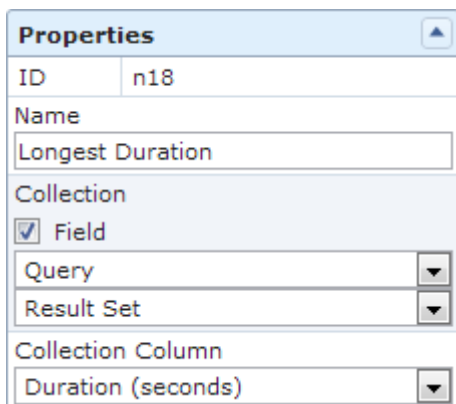 Properties
ID n18
Name
Longest Duration
Collection
Field
Query
Result Set
Collection Column
Duration (seconds)